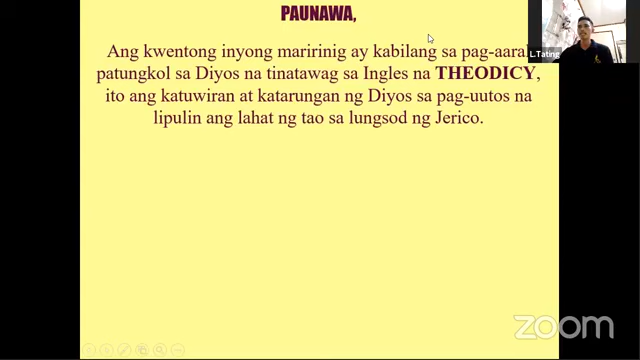 PAUNAWA,
Ang kwentong inyong maririnig ay kabilang sa pag-aaral
patungkol sa Diyos na tinatawag sa Ingles na THEODICY,
ito ang katuwiran at katarungan ng Diyos sa pag-uutos na
lipulin ang lahat ng tao sa lungsod ng Jerico.
L.Tating
zoom